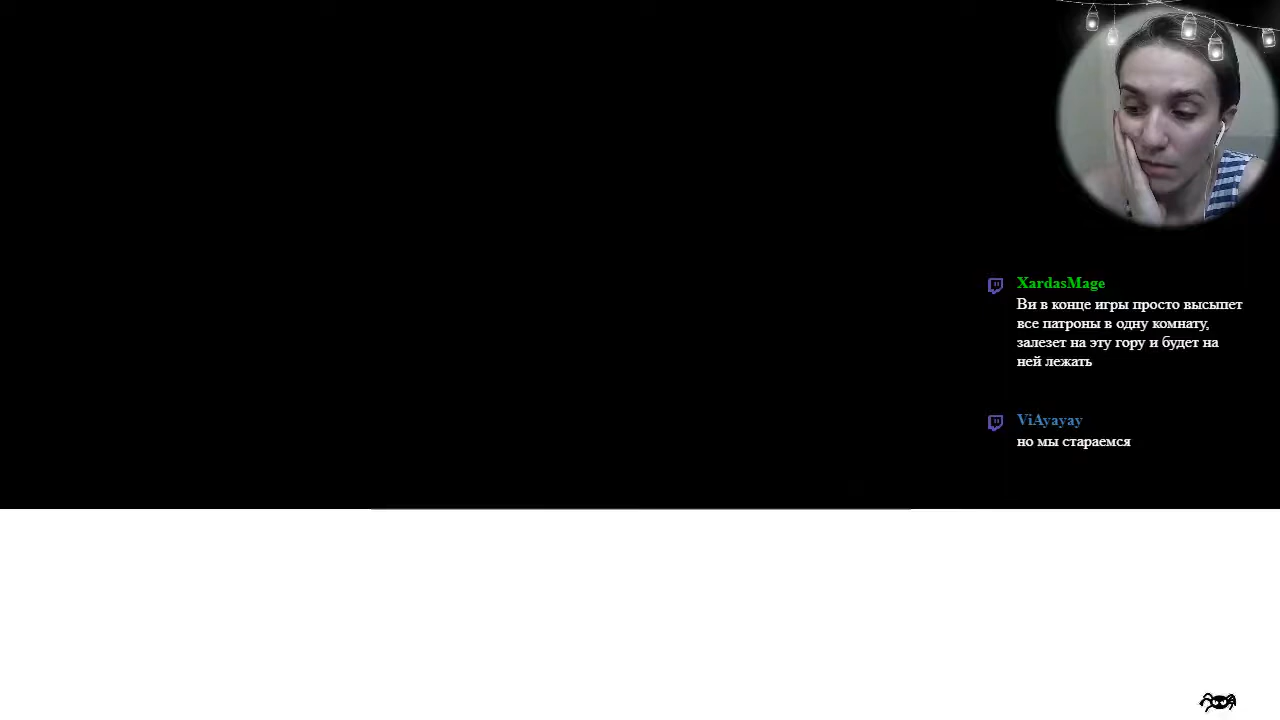 XardasMage
Ви в конце игры просто высыпет
все патроны в одну комнату,
залезет на эту гору и будет на
ней лежать
ViAyayay
но мы стараемся